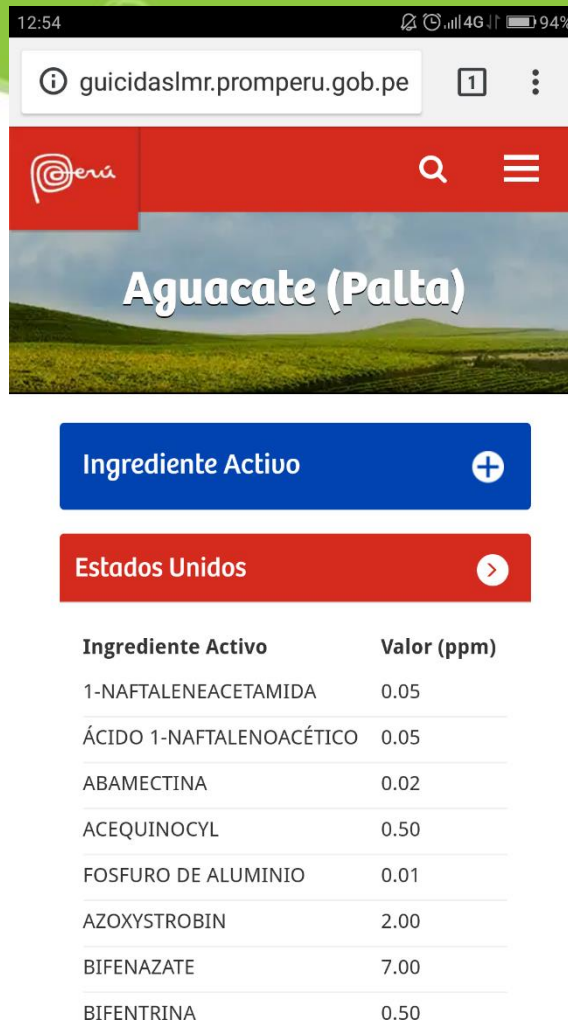 12:54 4G 94%
guicidaslmr.promperu.gob.pe 1
Perú
Aguacate (Palta)
Ingrediente Activo
Estados Unidos
Ingrediente Activo Valor (ppm)
1-NAFTALENEACETAMIDA 0.05
ÁCIDO 1-NAFTALENOACÉTICO 0.05
ABAMECTINA 0.02
ACEQUINOCYL 0.50
FOSFURO DE ALUMINIO 0.01
AZOXYSTROBIN 2.00
BIFENAZATE 7.00
BIFENTRINA 0.50